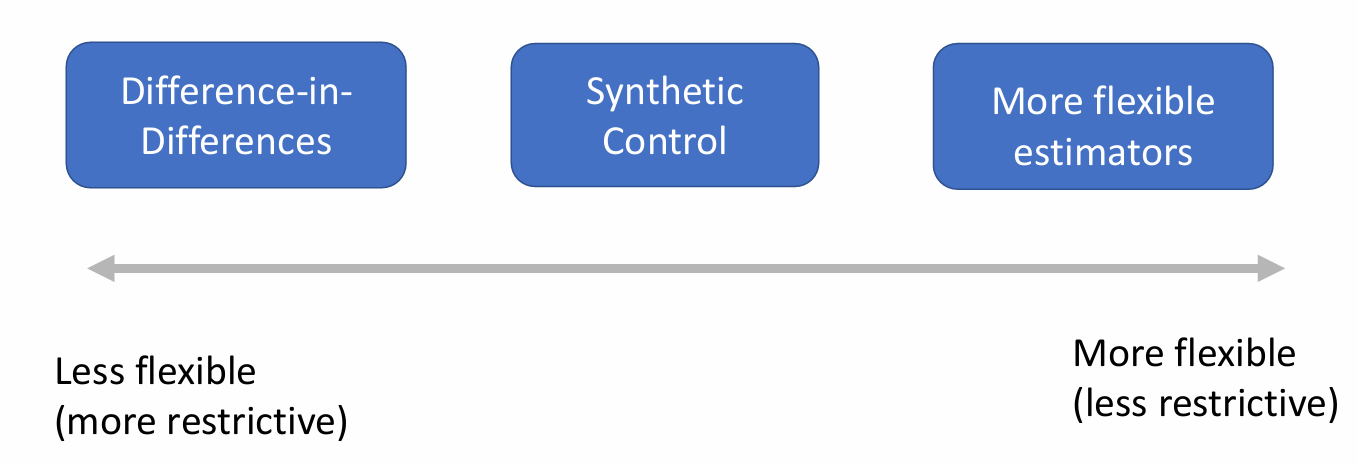 Difference-in-
Differences
Synthetic
Control
More flexible
estimators
Less flexible
(more restrictive)
More flexible
(less restrictive)